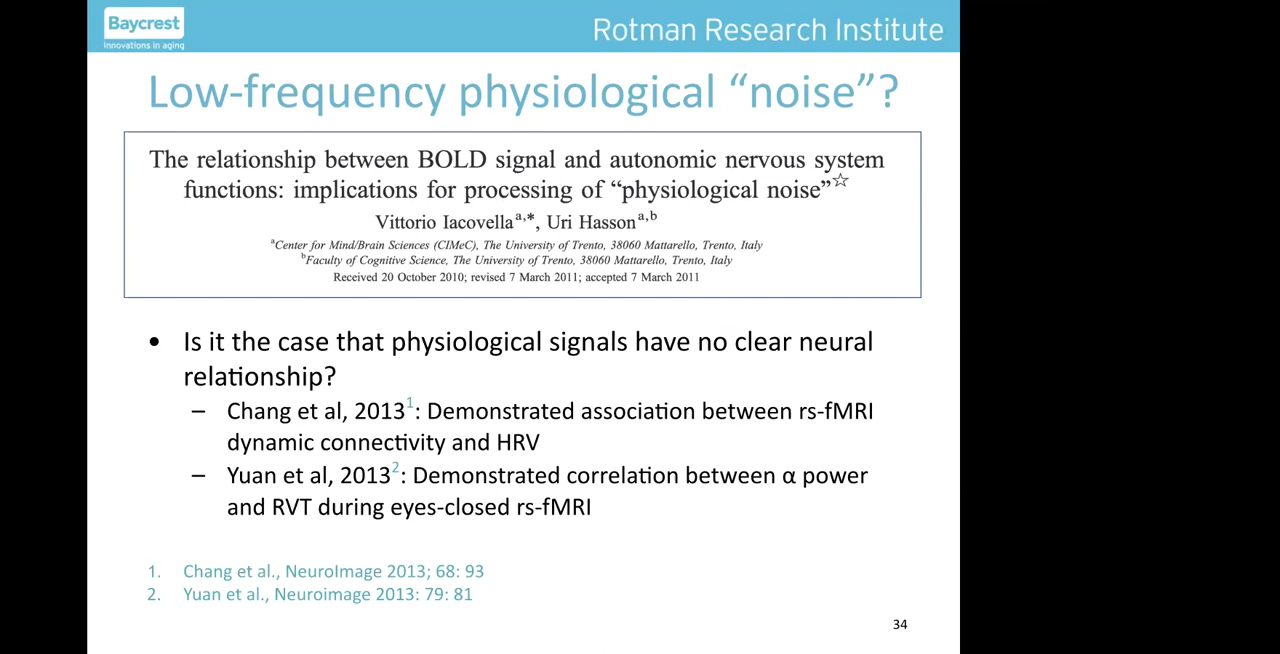 Baycrest
Innovations in aging
Rotman Research Institute
Low-frequency physiological “noise”?
The relationship between BOLD signal and autonomic nervous system
functions: implications for processing of “physiological noise”☆
Vittorio Iacovellaa,*, Uri Hassona,b
aCenter for Mind/Brain Sciences (CIMeC), The University of Trento, 38060 Mattarello, Trento, Italy
bFaculty of Cognitive Science, The University of Trento, 38060 Mattarello, Trento, Italy
Received 20 October 2010; revised 7 March 2011; accepted 7 March 2011
• Is it the case that physiological signals have no clear neural
relationship?
– Chang et al, 20131: Demonstrated association between rs-fMRI
dynamic connectivity and HRV
– Yuan et al, 20132: Demonstrated correlation between α power
and RVT during eyes-closed rs-fMRI
1. Chang et al., NeuroImage 2013; 68: 93
2. Yuan et al., Neuroimage 2013: 79: 81
34